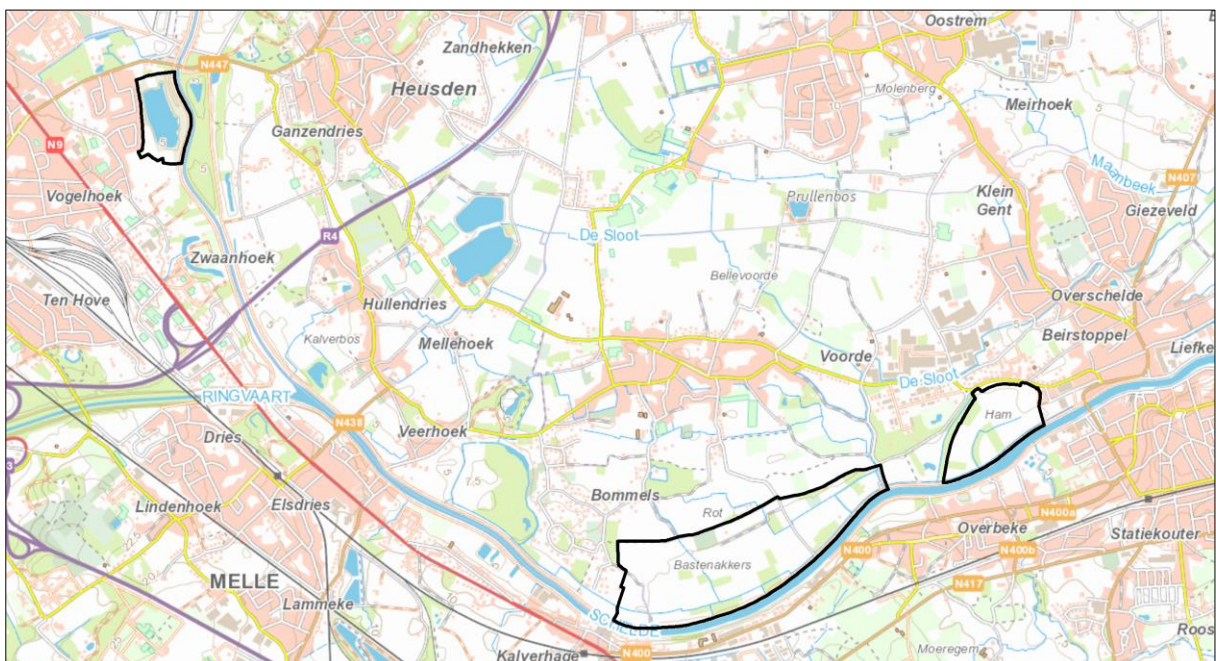 Oostrem
Zandhekken
N447
Heusden
Molenberg
Meirhoek
Ganzendries
N9
Maanbeek
N407
Vogelhoek
Prullenbos
Klein
Gent
Giezeveld
R4
De Sloot
Zwaanhoek
Bellevoorde
Ten Hove
Hullendries
Overschelde
Kalverbos
Mellehoek
Voorde
Beirstoppel
Liefke
De Sloot
RINGVAART
N438
Ham
Dries
Veerhoek
7,5
Bommels
Lindenhoek
Elsdries
Rot
N400a
Overbeke
Statiekouter
N400
N400b
Bastenakkers
MELLE
N417
Lammeke
SCHELDE
Roos
Kalverhage
N400
Moeregem